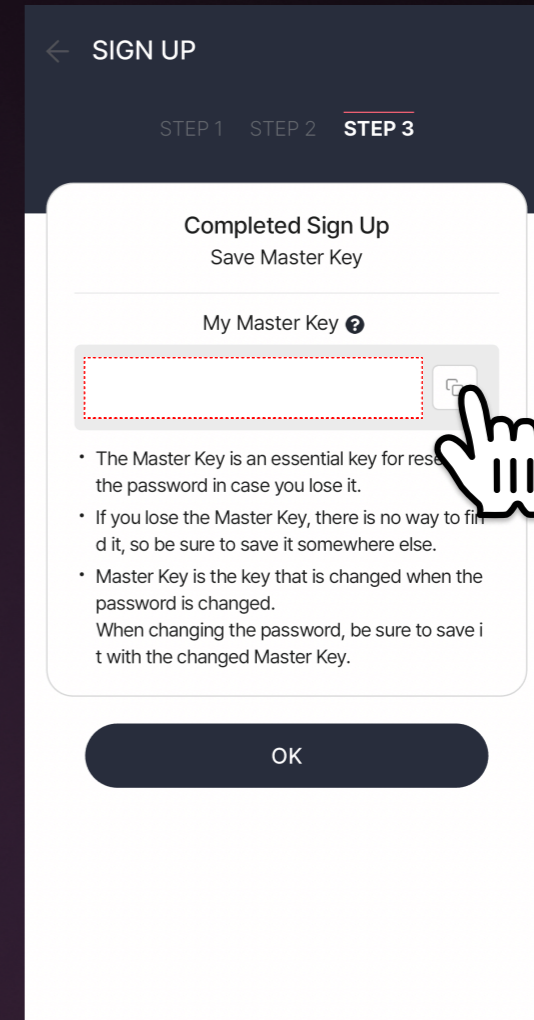 SIGN UP
STEP 1 STEP 2 STEP 3
Completed Sign Up
Save Master Key
My Master Key ?
• The Master Key is an essential key for rese
the password in case you lose it.
• If you lose the Master Key, there is no way to fin
d it, so be sure to save it somewhere else.
• Master Key is the key that is changed when the
password is changed.
When changing the password, be sure to save i
t with the changed Master Key.
OK